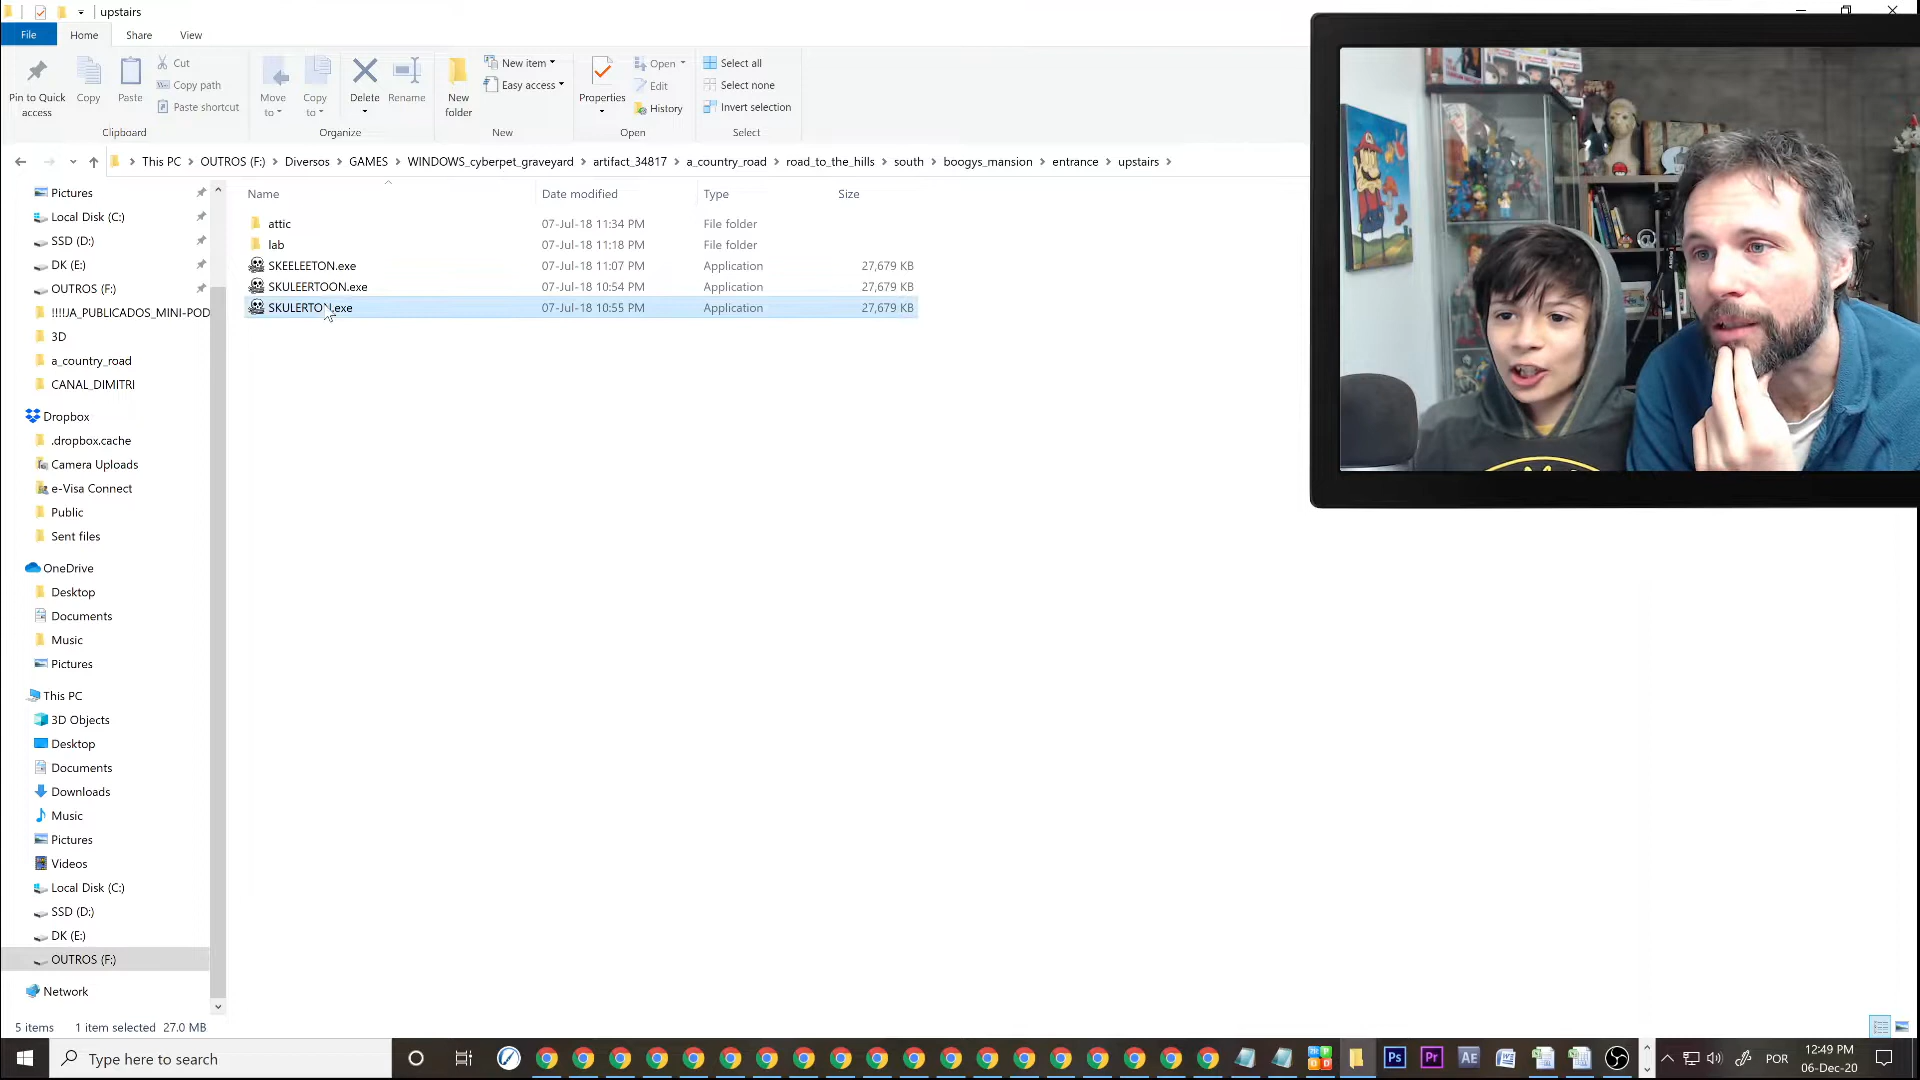 upstairs
File Home Share View
Pin to Quick access
Copy
Paste
Cut
Copy path
Paste shortcut
Clipboard
Move to
Copy to
Delete
Rename
Organize
New folder
New item
Easy access
New
Properties
Open
Edit
History
Open
Select all
Select none
Invert selection
Select
This PC > OUTROS (F:) > Diversos > GAMES > WINDOWS_cyberpet_graveyard > artifact_34817 > a_country_road > road_to_the_hills > south > boogys_mansion > entrance > upstairs >
Name Date modified Type Size
attic 07-Jul-18 11:34 PM File folder
lab 07-Jul-18 11:18 PM File folder
SKEELEETON.exe 07-Jul-18 11:07 PM Application 27,679 KB
SKULEERTOON.exe 07-Jul-18 10:54 PM Application 27,679 KB
SKULERTON.exe 07-Jul-18 10:55 PM Application 27,679 KB
Pictures
Local Disk (C:)
SSD (D:)
DK (E:)
OUTROS (F:)
!!!!JA_PUBLICADOS_MINI-POD
3D
a_country_road
CANAL_DIMITRI
Dropbox
.dropbox.cache
Camera Uploads
e-Visa Connect
Public
Sent files
OneDrive
Desktop
Documents
Music
Pictures
This PC
3D Objects
Desktop
Documents
Downloads
Music
Pictures
Videos
Local Disk (C:)
SSD (D:)
DK (E:)
OUTROS (F:)
Network
5 items 1 item selected 27.0 MB
Type here to search
Ps Pr AE
POR
12:49 PM
06-Dec-20